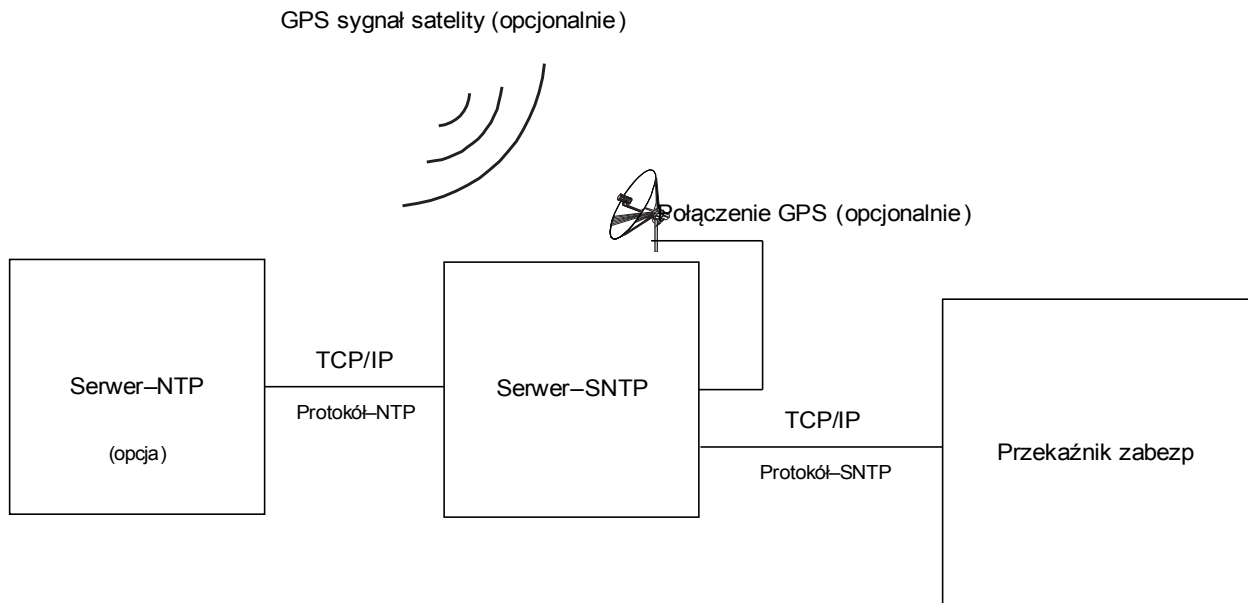 GPS sygnał satelity (opcjonalnie)
Połączenie GPS (opcjonalnie)
TCP/IP
Serwer–NTP
Serwer–SNTP
Protokół–NTP
TCP/IP
(opcja)
Przekaźnik zabezp
Protokół–SNTP